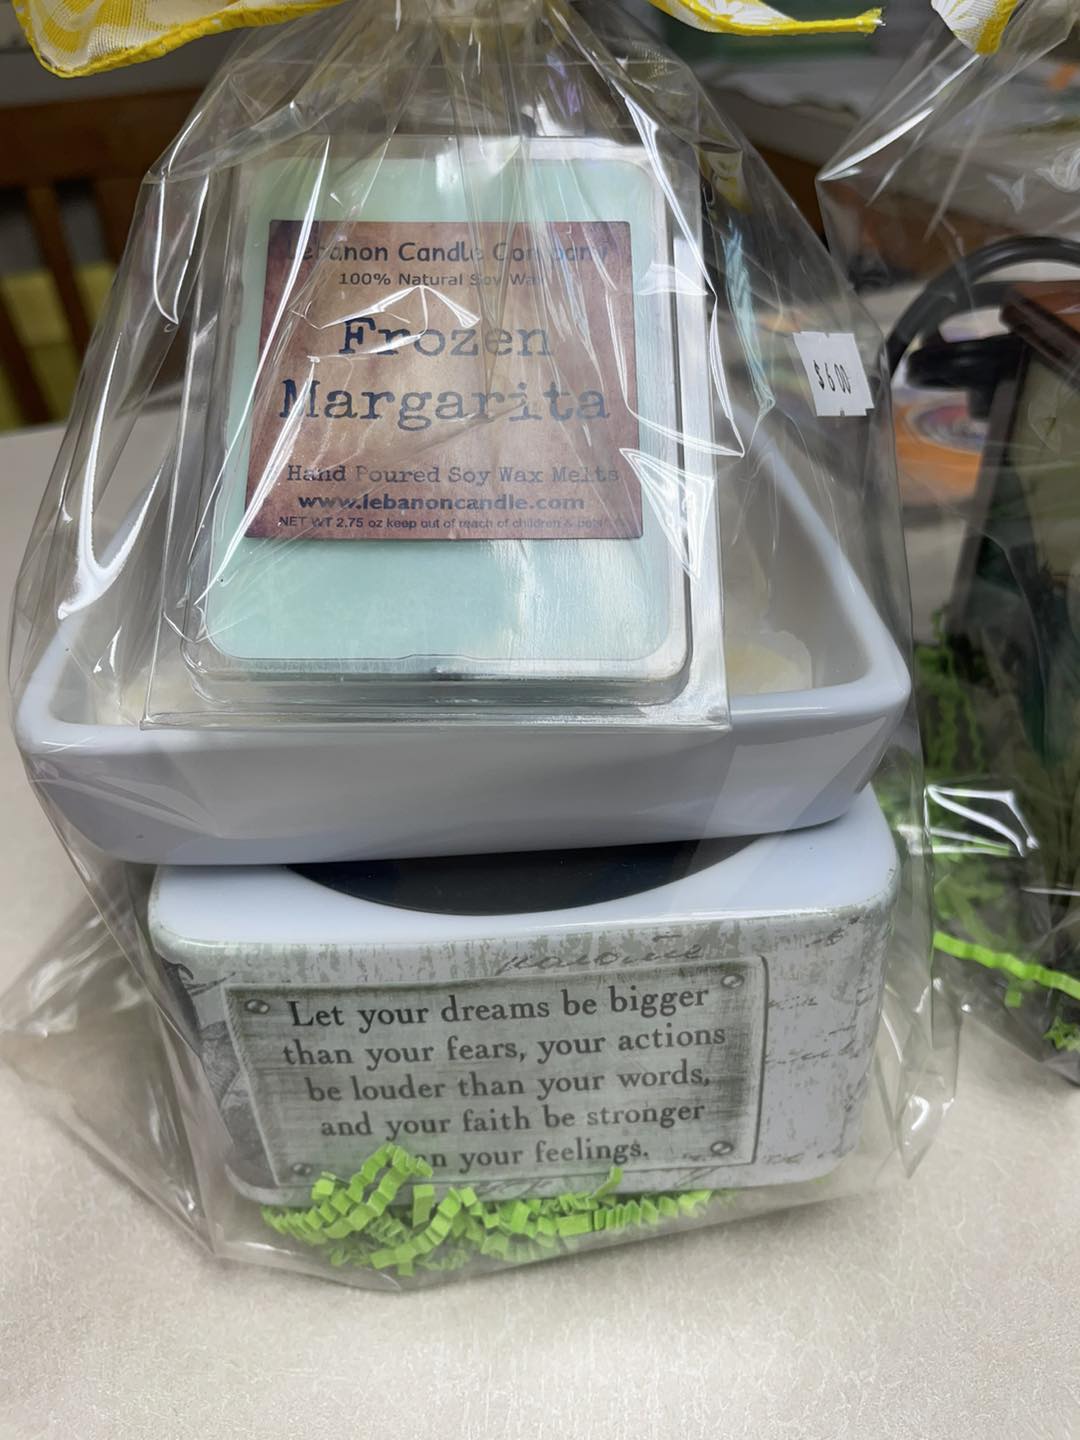 Lebanon Candle Company
100% Natural Soy Wax
Frozen
Margarita
Hand Poured Soy Wax Melts
www.lebanoncandle.com
NET WT 2.75 oz keep out of reach of children & pets
$6.00
Let your dreams be bigger
than your fears, your actions
be louder than your words,
and your faith be stronger
your feelings.